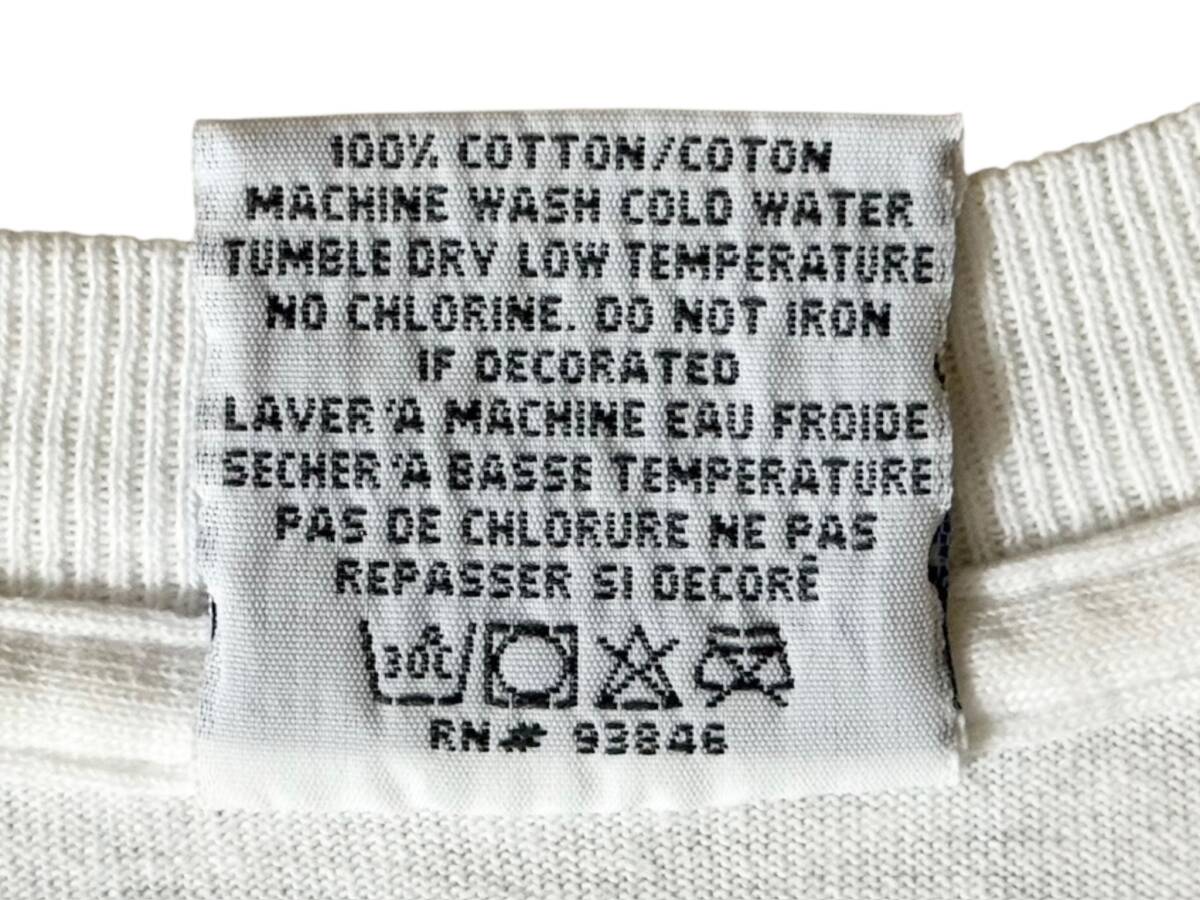 100% COTTON/COTON
MACHINE WASH COLD WATER
TUMBLE DRY LOW TEMPERATURE
NO CHLORINE. DO NOT IRON
IF DECORATED
LAVER 'A MACHINE EAU FROIDE
SECHER 'A BASSE TEMPERATURE
PAS DE CHLORURE NE PAS
REPASSER SI DECORÉ
30C
RN# 93846